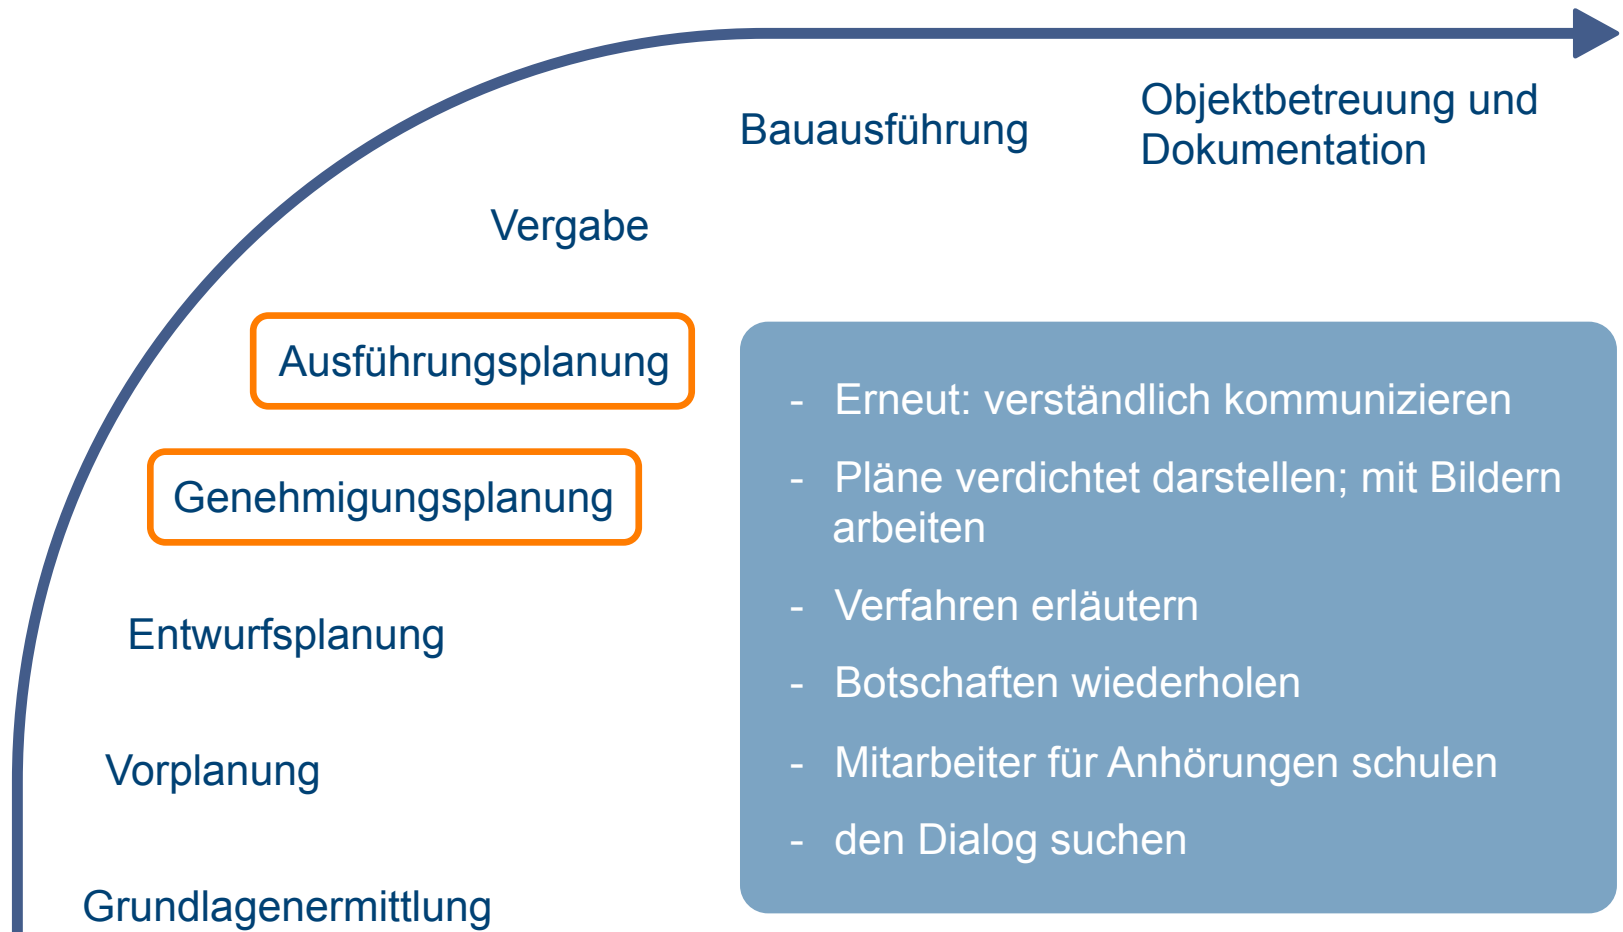 Bauausführung
Objektbetreuung und
Dokumentation
Vergabe
Ausführungsplanung
Genehmigungsplanung
Entwurfsplanung
Vorplanung
Grundlagenermittlung
- Erneut: verständlich kommunizieren
- Pläne verdichtet darstellen; mit Bildern
arbeiten
- Verfahren erläutern
- Botschaften wiederholen
- Mitarbeiter für Anhörungen schulen
- den Dialog suchen